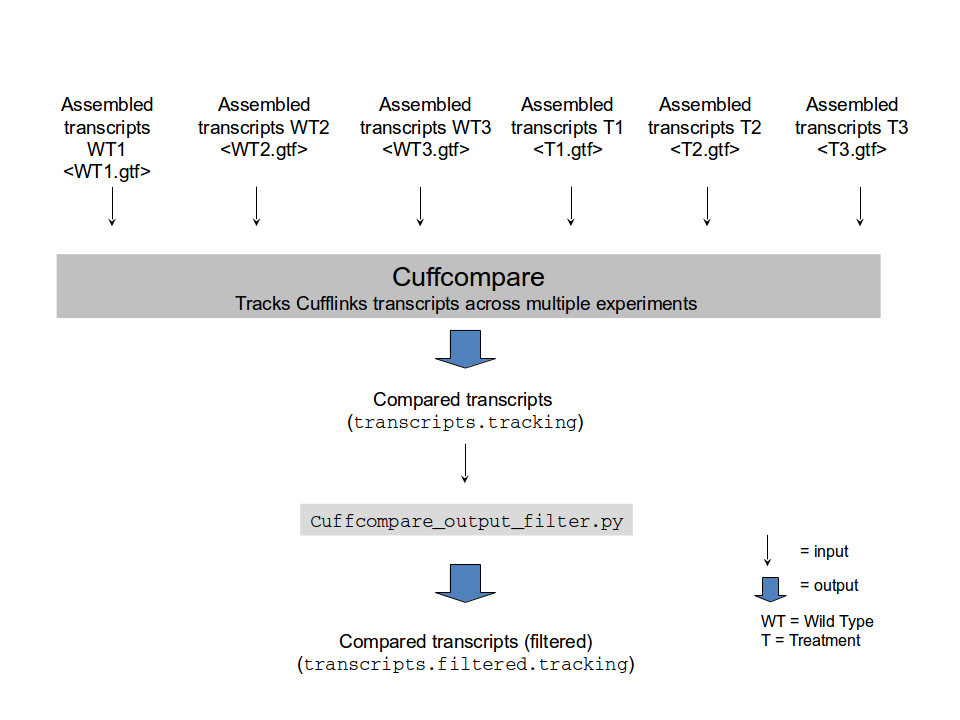 Assembled
transcripts
WT1
<WT1.gtf>
Assembled
transcripts WT2
<WT2.gtf>
Assembled
transcripts WT3
<WT3.gtf>
Assembled
transcripts T1
<T1.gtf>
Assembled
transcripts T2
<T2.gtf>
Assembled
transcripts T3
<T3.gtf>
Cuffcompare
Tracks Cufflinks transcripts across multiple experiments
Compared transcripts
(transcripts.tracking)
Cuffcompare_output_filter.py
Compared transcripts (filtered)
(transcripts.filtered.tracking)
= input
= output
WT = Wild Type
T = Treatment